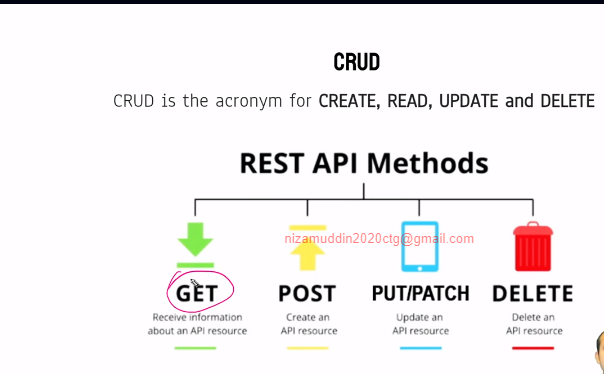 CRUD
CRUD is the acronym for CREATE, READ, UPDATE and DELETE
REST API Methods
nizamuddin2020ctg@gmail.com
GET
POST
PUT/PATCH
DELETE
Receive information
about an API resource
Create an
API resource
Update an
API resource
Delete an
API resource